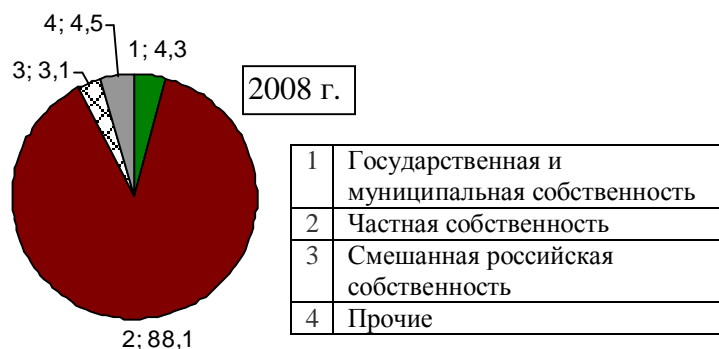 4; 4,5
1; 4,3
3; 3,1
2008 г.
2; 88,1
1 Государственная и
муниципальная собственность
2 Частная собственность
3 Смешанная российская
собственность
4 Прочие